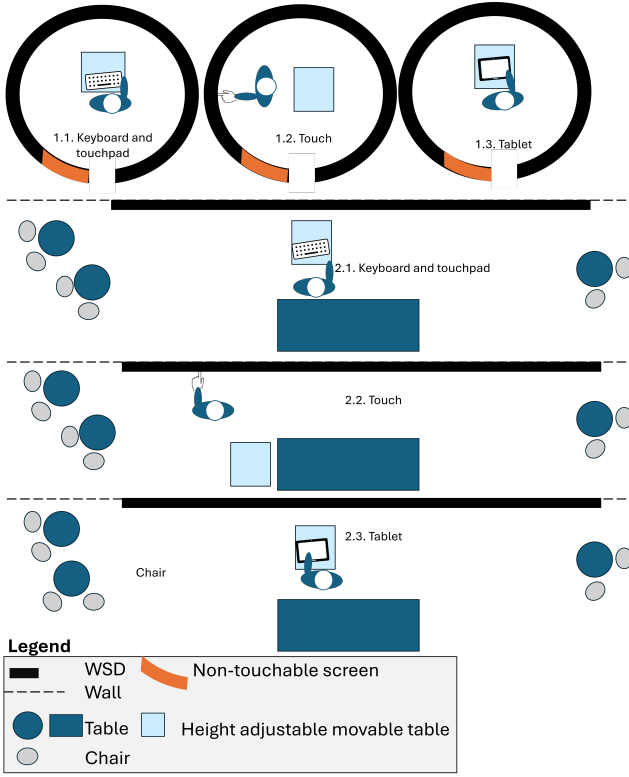 1.1. Keyboard and
touchpad
1.2. Touch
1.3. Tablet
2.1. Keyboard and touchpad
2.2. Touch
2.3. Tablet
Chair
Legend
WSD
Non-touchable screen
Wall
Table
Height adjustable movable table
Chair